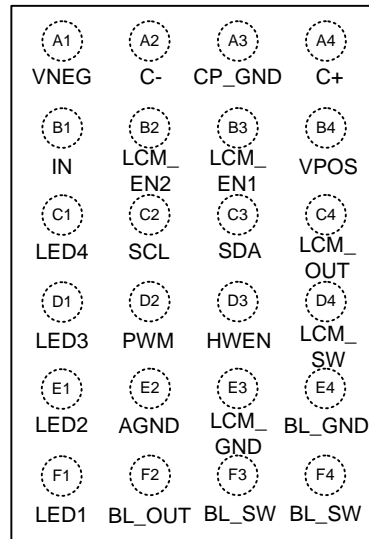 A1 A2 A3 A4
VNEG C- CP_GND C+
B1 B2 B3 B4
IN LCM_ LCM_ VPOS
EN2 EN1
C1 C2 C3 C4
LED4 SCL SDA LCM_
OUT
D1 D2 D3 D4
LED3 PWM HWEN LCM_
SW
E1 E2 E3 E4
LED2 AGND LCM_ BL_GND
GND
F1 F2 F3 F4
LED1 BL_OUT BL_SW BL_SW